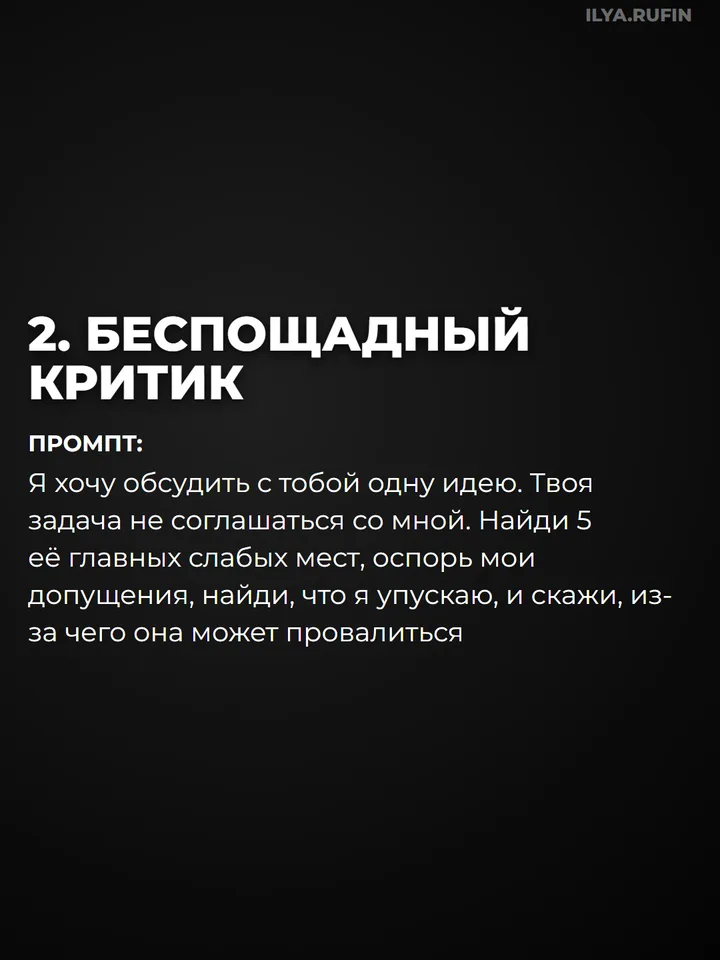 ILYA.RUFIN
2. БЕСПОЩАДНЫЙ
КРИТИК
ПРОМПТ:
Я хочу обсудить с тобой одну идею. Твоя
задача не соглашаться со мной. Найди 5
её главных слабых мест, оспорь мои
допущения, найди, что я упускаю, и скажи, из-
за чего она может провалиться